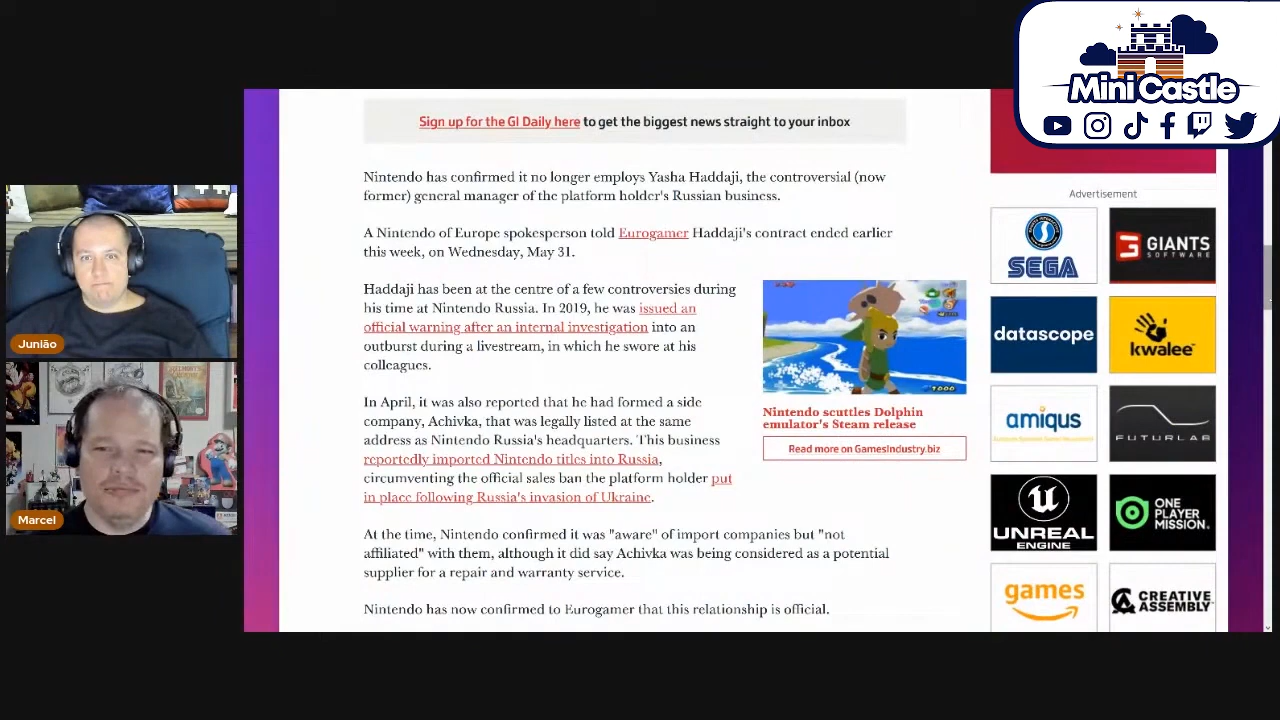 Mini Castle
Sign up for the GI Daily here to get the biggest news straight to your inbox
Nintendo has confirmed it no longer employs Yasha Haddaji, the controversial (now
former) general manager of the platform holder's Russian business.
A Nintendo of Europe spokesperson told Eurogamer Haddaji's contract ended earlier
this week, on Wednesday, May 31.
Haddaji has been at the centre of a few controversies during
his time at Nintendo Russia. In 2019, he was issued an
official warning after an internal investigation into an
outburst during a livestream, in which he swore at his
colleagues.
In April, it was also reported that he had formed a side
company, Achivka, that was legally listed at the same
address as Nintendo Russia's headquarters. This business
reportedly imported Nintendo titles into Russia,
circumventing the official sales ban the platform holder put
in place following Russia's invasion of Ukraine.
At the time, Nintendo confirmed it was "aware" of import companies but "not
affiliated" with them, although it did say Achivka was being considered as a potential
supplier for a repair and warranty service.
Nintendo has now confirmed to Eurogamer that this relationship is official.
Nintendo scuttles Dolphin
emulator's Steam release
Read more on GamesIndustry.biz
Advertisement
SEGA
GIANTS
SOFTWARE
datascope
kwalee
amiqus
FUTURLAB
UNREAL
ENGINE
ONE
PLAYER
MISSION.
games
CREATIVE
ASSEMBLY
Junião
Marcel